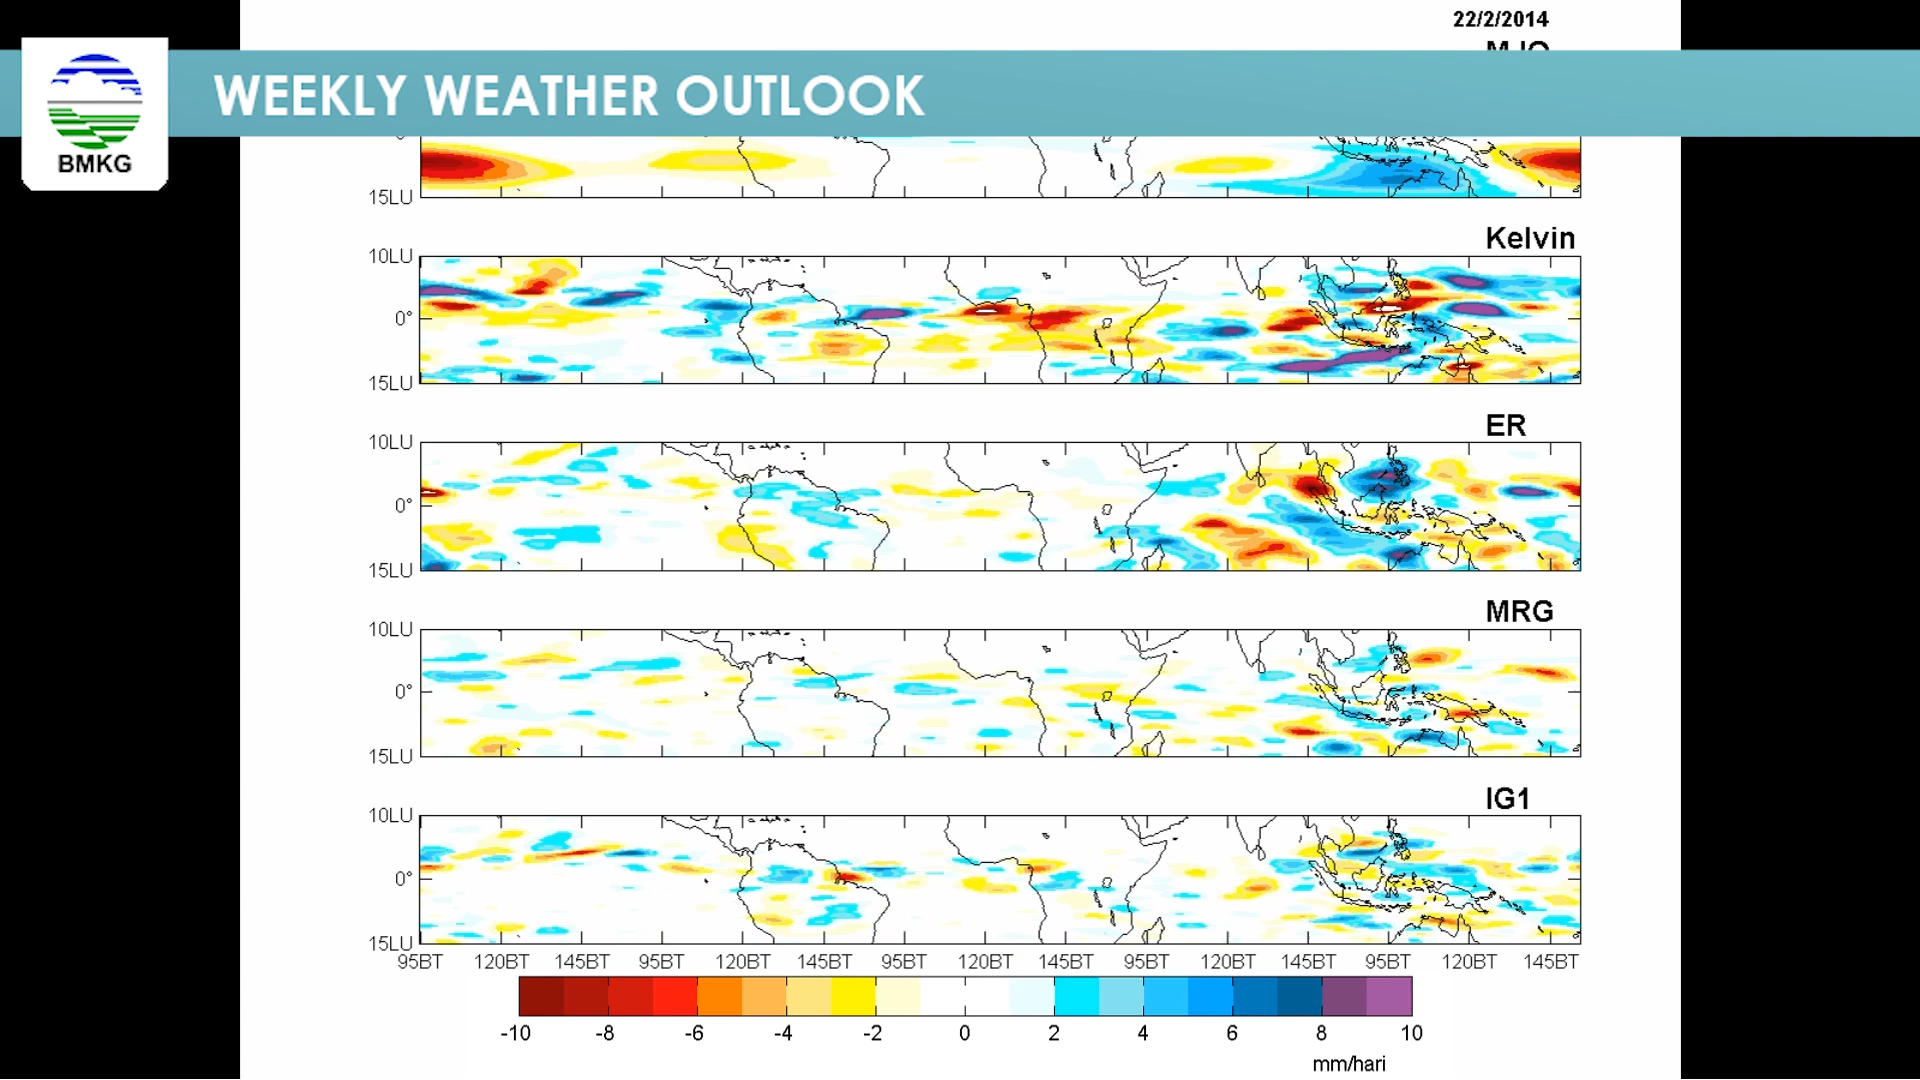 22/2/2014
MJO
WEEKLY WEATHER OUTLOOK
BMKG
0°
15LU
Kelvin
10LU
0°
15LU
ER
10LU
0°
15LU
MRG
10LU
0°
15LU
IG1
10LU
0°
15LU
95BT 120BT 145BT 95BT 120BT 145BT 95BT 120BT 145BT 95BT 120BT 145BT 95BT 120BT 145BT
-10 -8 -6 -4 -2 0 2 4 6 8 10
mm/hari